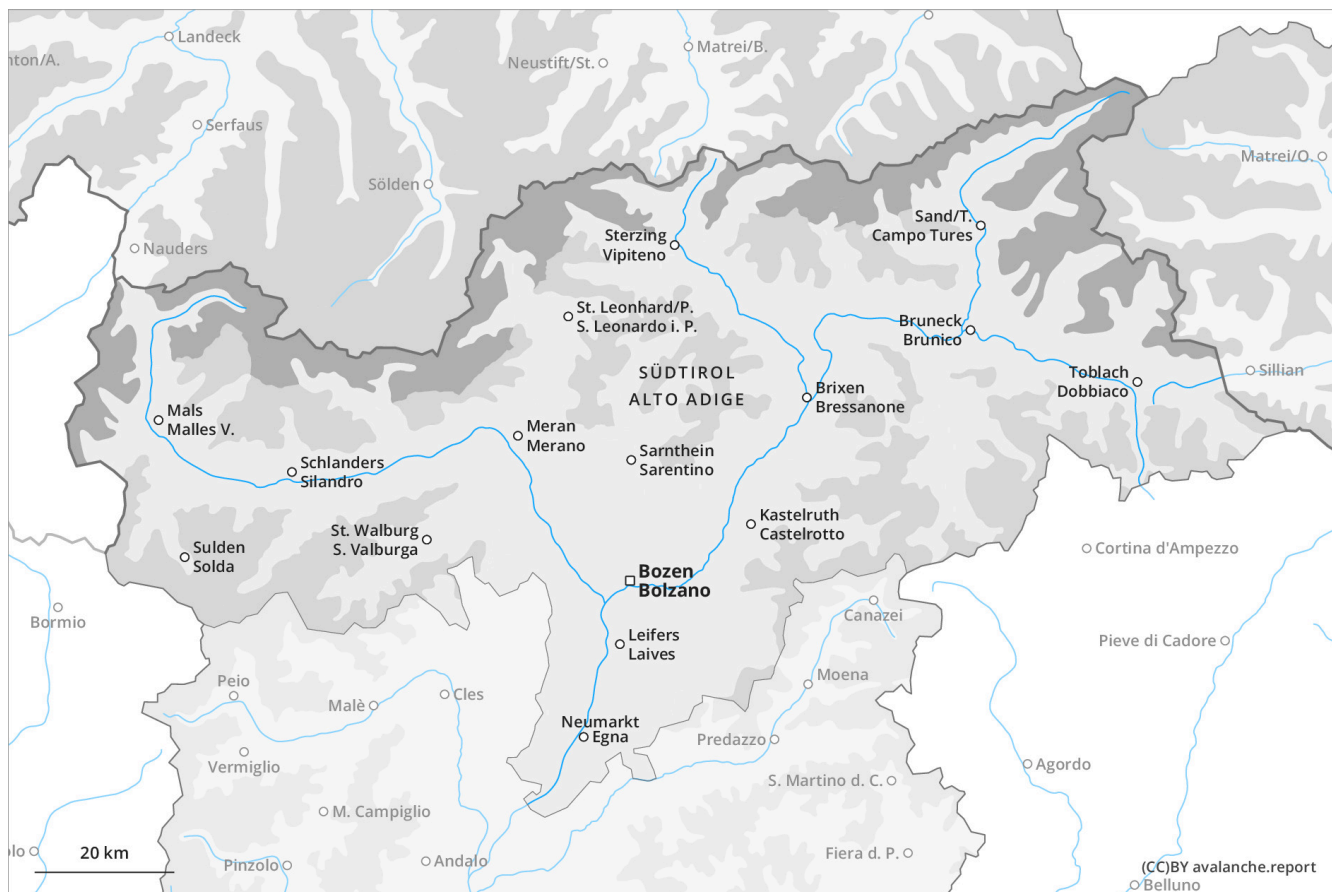 Landeck
nton/A.
Matrei/B.
Neustift/St.
Serfaus
Matrei/O.
Sölden
Sand/T.
Campo Tures
Nauders
Sterzing
Vipiteno
St. Leonhard/P.
S. Leonardo i. P.
Bruneck
Brunico
SÜDTIROL
ALTO ADIGE
Toblach
Dobbiaco
Sillian
Brixen
Bressanone
Mals
Malles V.
Meran
Merano
Sarnthein
Sarentino
Schlanders
Silandro
Kastelruth
Castelrotto
St. Walburg
S. Valburga
Sulden
Solda
Cortina d'Ampezzo
Bozen
Bolzano
Bormio
Canazei
Leifers
Laives
Pieve di Cadore
Peio
Malè
Cles
Moena
Neumarkt
Egna
Predazzo
Vermiglio
Agordo
S. Martino d. C.
M. Campiglio
olo
20 km
Pinzolo
Andalo
Fiera d. P.
(CC)BY avalanche.report
Belluno